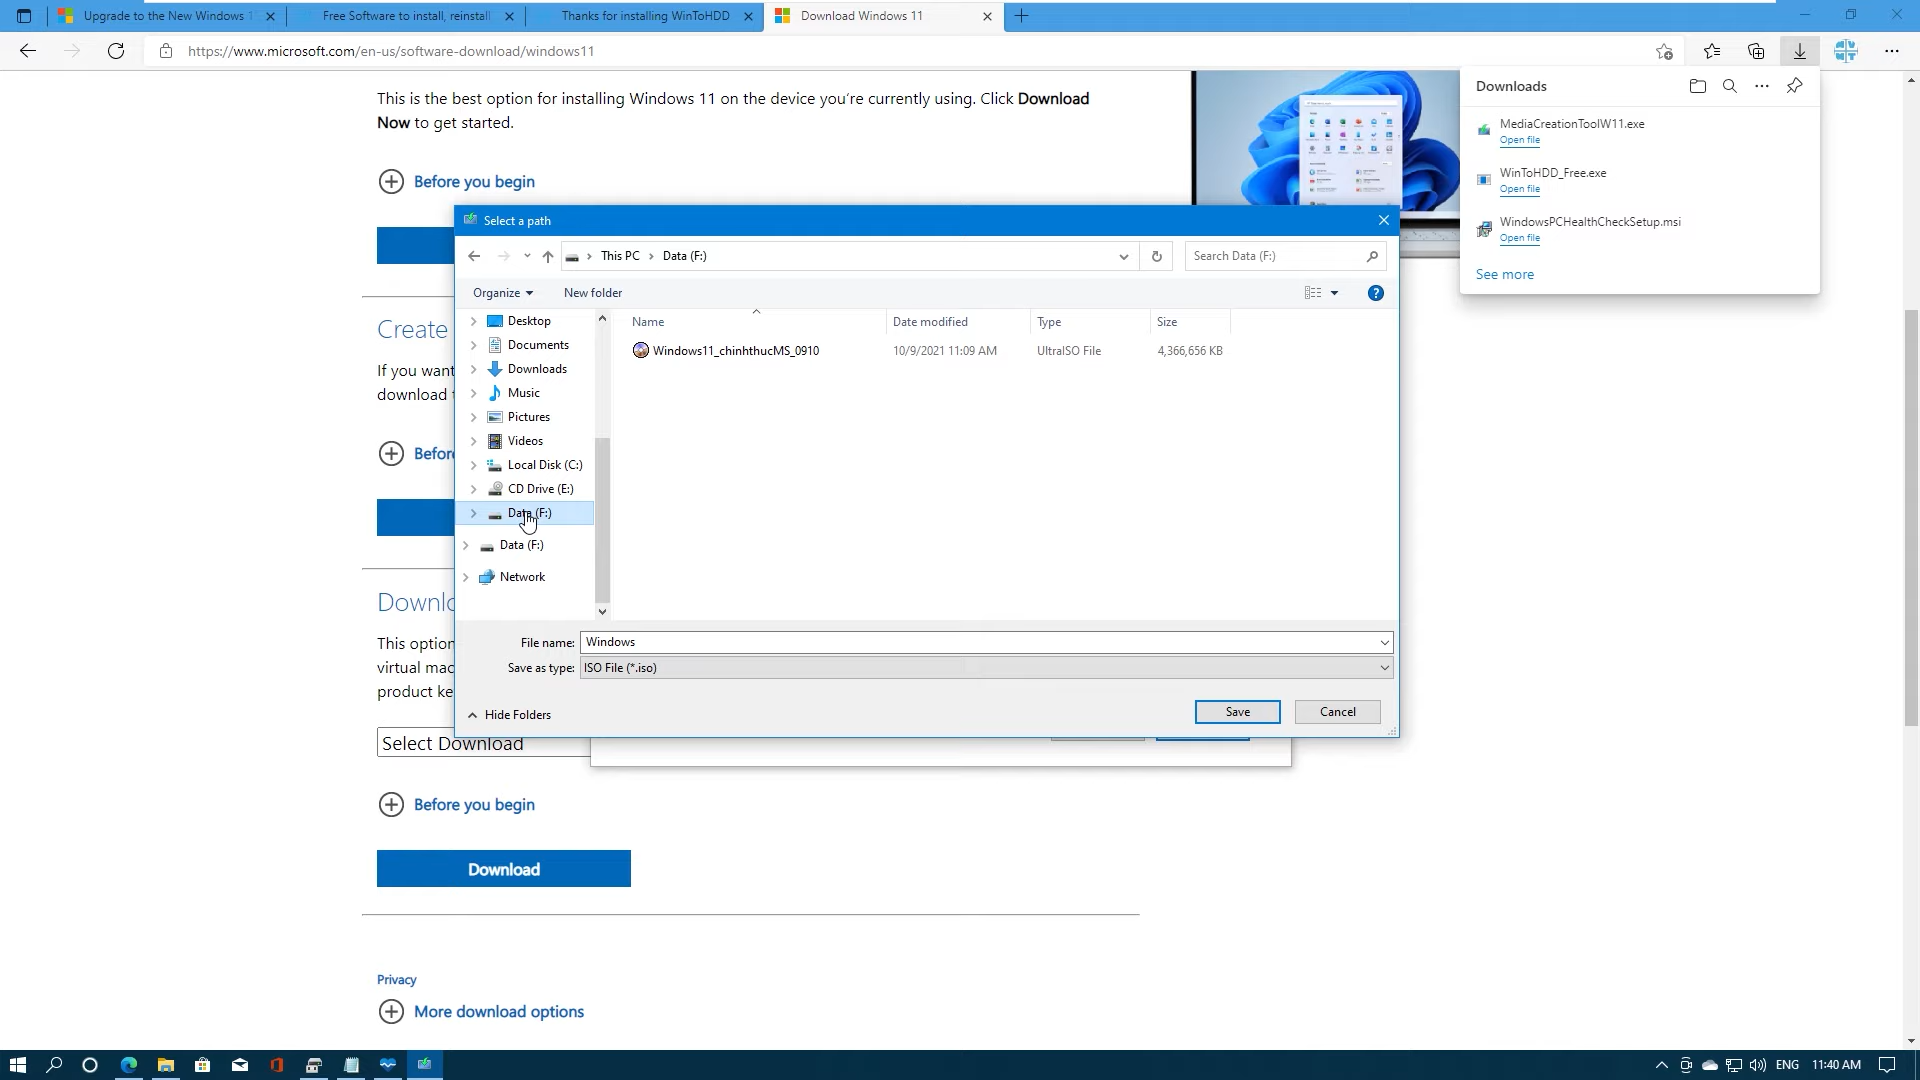 Upgrade to the New Windows 1
Free Software to install, reinstall
Thanks for installing WinToHDD
Download Windows 11
https://www.microsoft.com/en-us/software-download/windows11
This is the best option for installing Windows 11 on the device you're currently using. Click Download
Now to get started.
Before you begin
Downloads
MediaCreationToolW11.exe
Open file
WinToHDD_Free.exe
Open file
WindowsPCHealthCheckSetup.msi
Open file
See more
Create
If you want
download
Befor
Downlo
This option
virtual mac
product ke
Select Download
Before you begin
Download
Privacy
More download options
Select a path
This PC > Data (F:)
Search Data (F:)
Organize
New folder
Name
Date modified
Type
Size
Windows11_chinhthucMS_0910
10/9/2021 11:09 AM
UltraISO File
4,366,656 KB
Desktop
Documents
Downloads
Music
Pictures
Videos
Local Disk (C:)
CD Drive (E:)
Data (F:)
Data (F:)
Network
File name: Windows
Save as type: ISO File (*.iso)
Hide Folders
Save
Cancel
ENG
11:40 AM